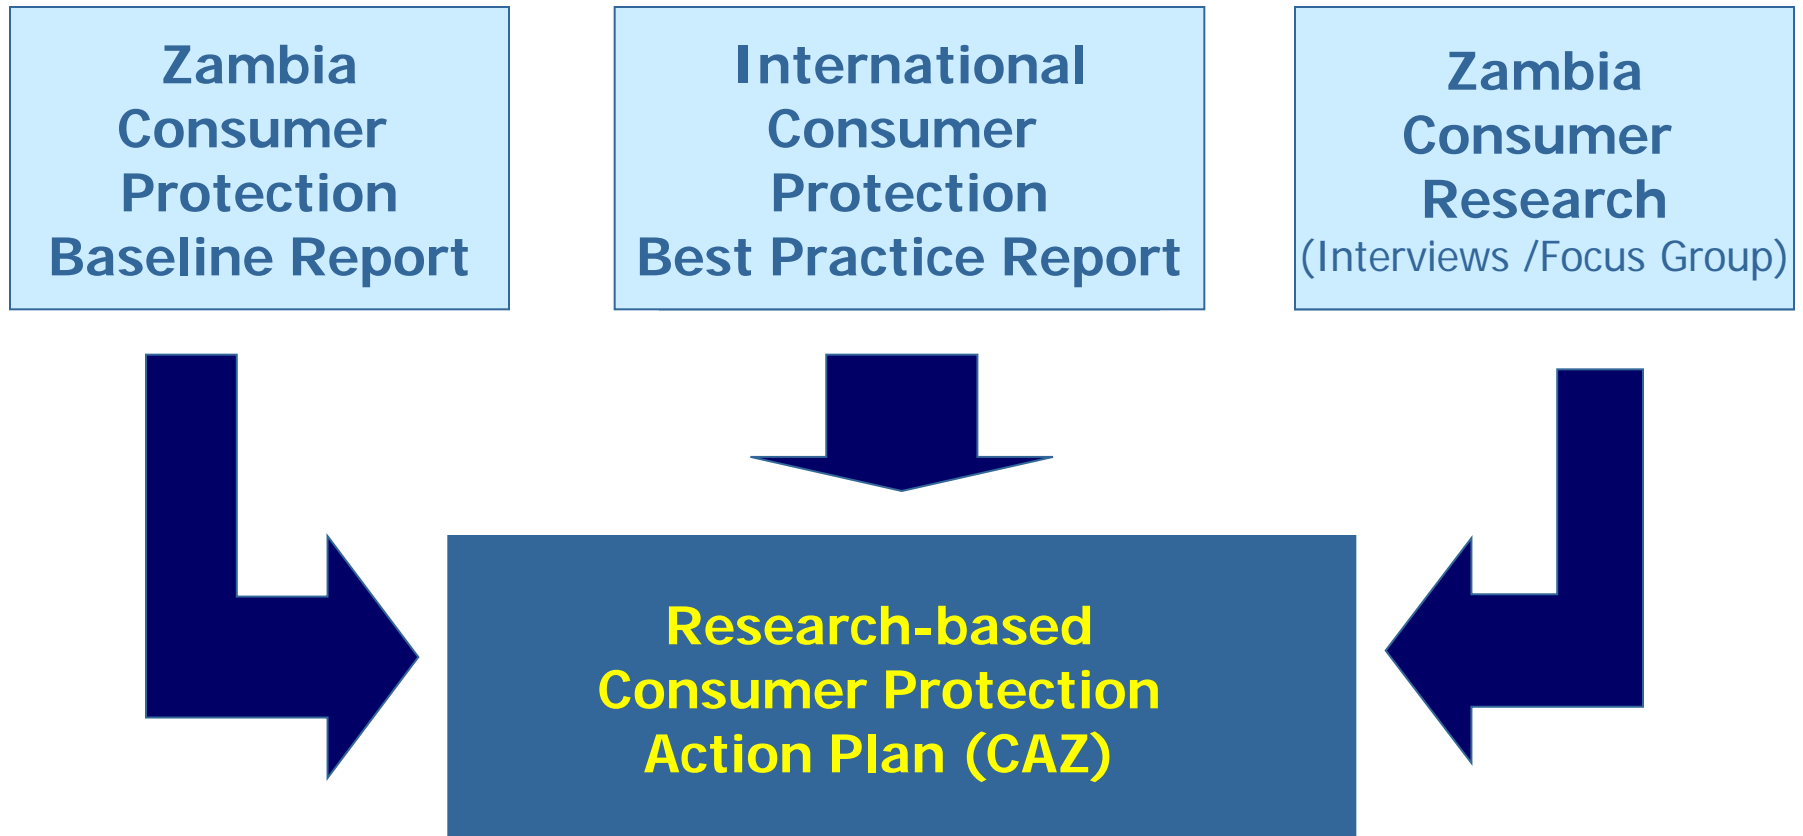 Zambia
Consumer
Protection
Baseline Report
International
Consumer
Protection
Best Practice Report
Zambia
Consumer
Research
(Interviews /Focus Group)
Research-based
Consumer Protection
Action Plan (CAZ)